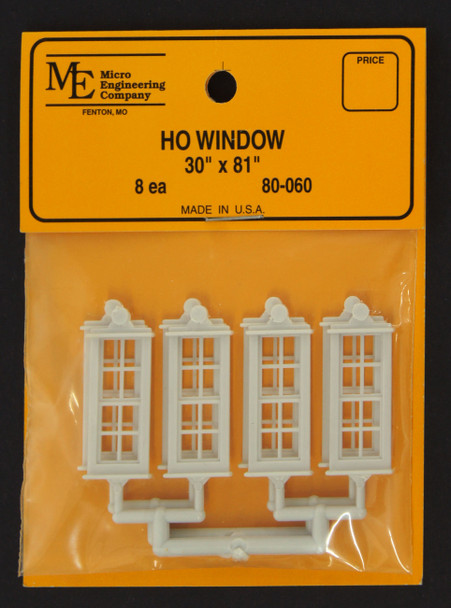 ME Micro
Engineering
Company
FENTON, MO
PRICE
HO WINDOW
30" x 81"
8 ea 80-060
MADE IN U.S.A.